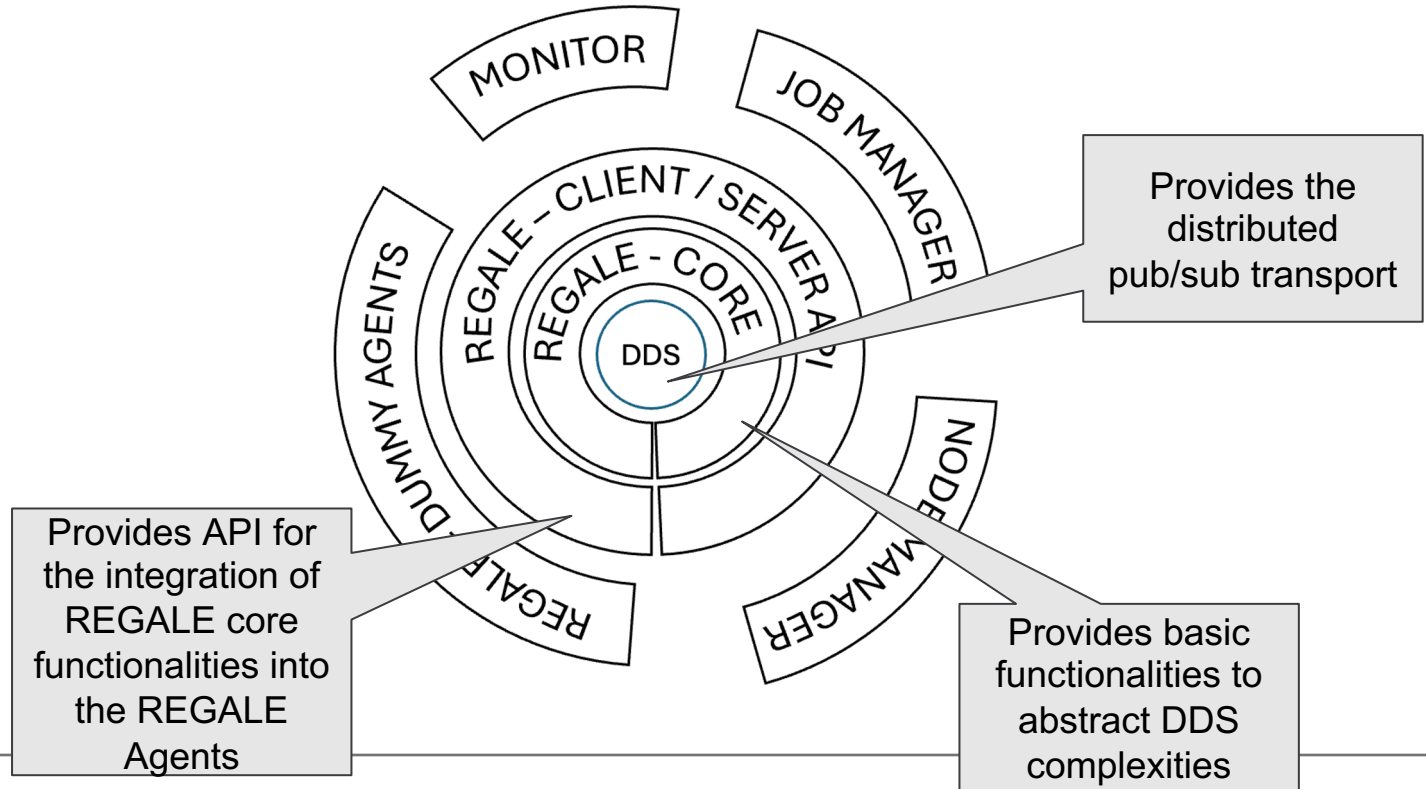 MONITOR
JOB MANAGER
REGALE – CLIENT / SERVER API
REGALE - CORE
DDS
REGALE - DUMMY AGENTS
NODE MANAGER
Provides the
distributed
pub/sub transport
Provides API for
the integration of
REGALE core
functionalities into
the REGALE
Agents
Provides basic
functionalities to
abstract DDS
complexities